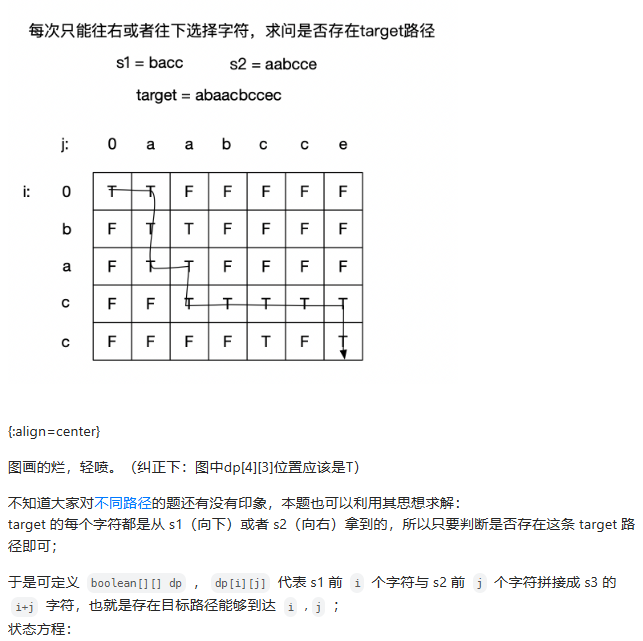 每次只能往右或者往下选择字符，求问是否存在target路径
s1 = bacc s2 = aabcce
target = abaacbccec
j: 0 a a b c c e
i: 0 T T F F F F F
b F T T F F F F
a F T T F F F F
c F F T T T T T
c F F F F T F T
{:align=center}
图画的烂，轻喷。（纠正下：图中dp[4][3]位置应该是T）
不知道大家对不同路径的题还有没有印象，本题也可以利用其思想求解：
target 的每个字符都是从 s1（向下）或者 s2（向右）拿到的，所以只要判断是否存在这条 target 路
径即可；
于是可定义 boolean[][] dp ， dp[i][j] 代表 s1 前 i 个字符与 s2 前 j 个字符拼接成 s3 的
i+j 字符，也就是存在目标路径能够到达 i , j ；
状态方程：